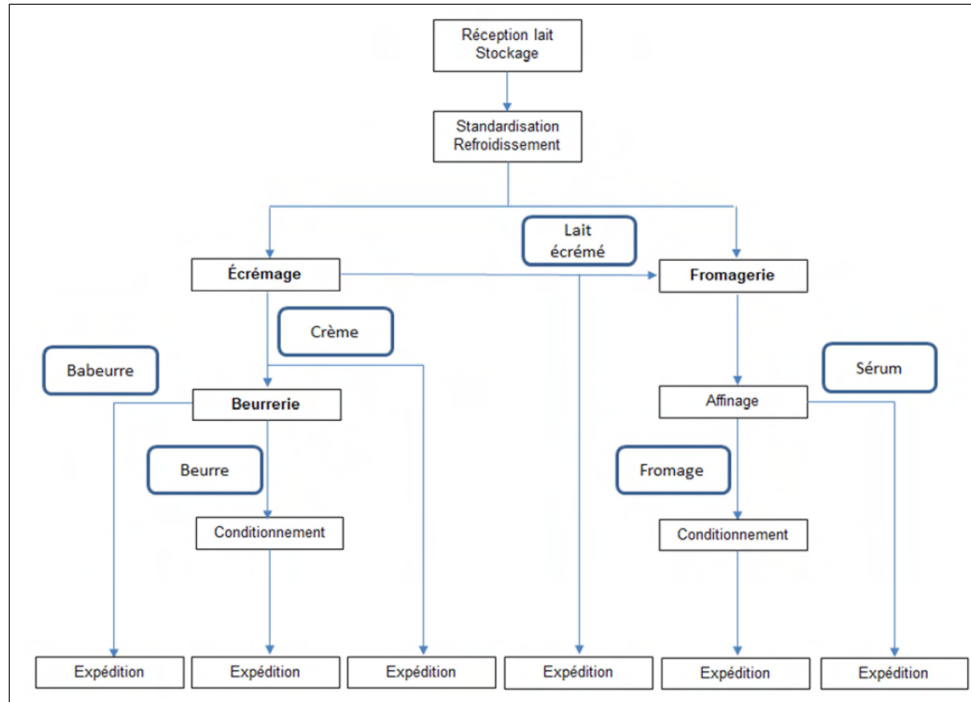 Réception lait
Stockage
Standardisation
Refroidissement
Lait
écrémé
Écrémage
Fromagerie
Crème
Babeurre
Sérum
Beurrerie
Affinage
Beurre
Fromage
Conditionnement
Conditionnement
Expédition
Expédition
Expédition
Expédition
Expédition
Expédition